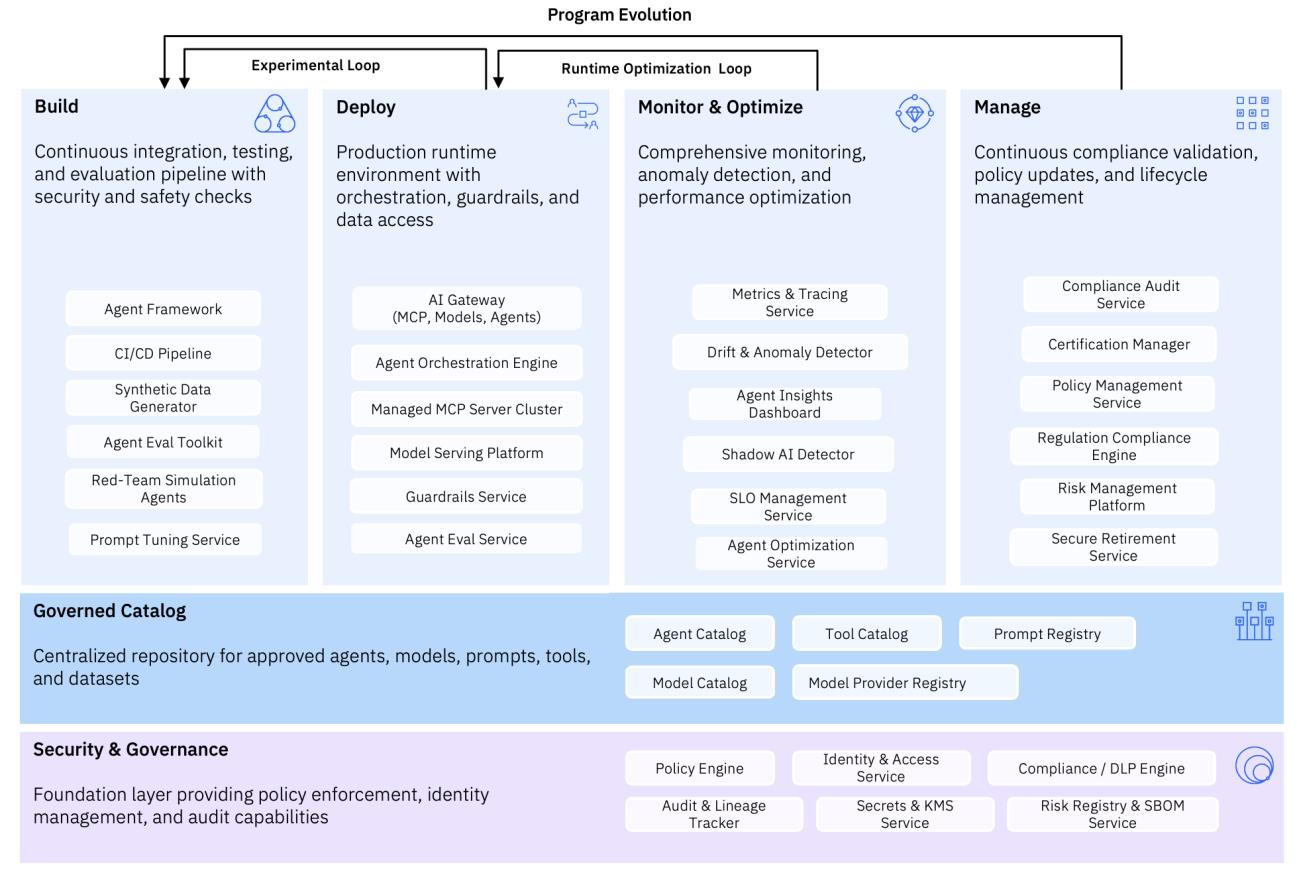 Program Evolution
Experimental Loop
Runtime Optimization Loop
Build
Continuous integration, testing,
and evaluation pipeline with
security and safety checks
Agent Framework
CI/CD Pipeline
Synthetic Data
Generator
Agent Eval Toolkit
Red-Team Simulation
Agents
Prompt Tuning Service
Deploy
Production runtime
environment with
orchestration, guardrails, and
data access
AI Gateway
(MCP, Models, Agents)
Agent Orchestration Engine
Managed MCP Server Cluster
Model Serving Platform
Guardrails Service
Agent Eval Service
Monitor & Optimize
Comprehensive monitoring,
anomaly detection, and
performance optimization
Metrics & Tracing
Service
Drift & Anomaly Detector
Agent Insights
Dashboard
Shadow AI Detector
SLO Management
Service
Agent Optimization
Service
Manage
Continuous compliance validation,
policy updates, and lifecycle
management
Compliance Audit
Service
Certification Manager
Policy Management
Service
Regulation Compliance
Engine
Risk Management
Platform
Secure Retirement
Service
Governed Catalog
Centralized repository for approved agents, models, prompts, tools,
and datasets
Agent Catalog
Tool Catalog
Prompt Registry
Model Catalog
Model Provider Registry
Security & Governance
Foundation layer providing policy enforcement, identity
management, and audit capabilities
Policy Engine
Identity & Access
Service
Compliance / DLP Engine
Audit & Lineage
Tracker
Secrets & KMS
Service
Risk Registry & SBOM
Service